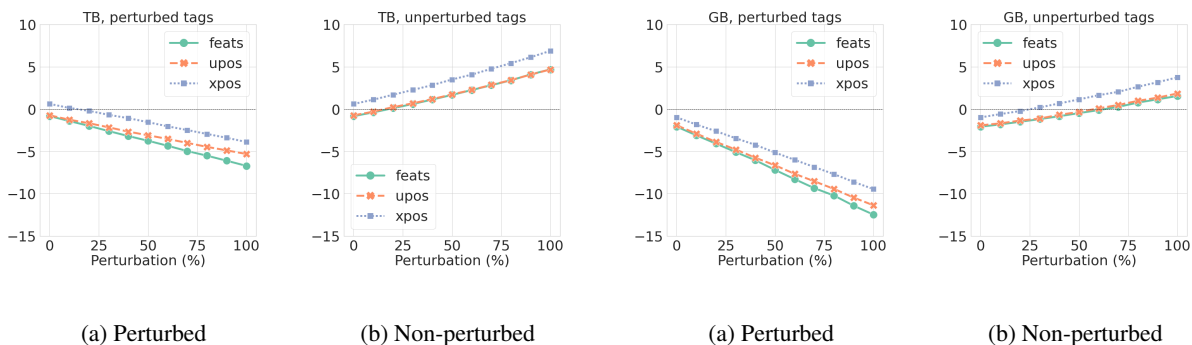 TB, perturbed tags
10
5
0
−5
−10
−15
feats
upos
xpos
0 25 50 75 100
Perturbation (%)
(a) Perturbed
TB, unperturbed tags
10
5
0
−5
−10
−15
feats
upos
xpos
0 25 50 75 100
Perturbation (%)
(b) Non-perturbed
GB, perturbed tags
10
5
0
−5
−10
−15
feats
upos
xpos
0 25 50 75 100
Perturbation (%)
(a) Perturbed
GB, unperturbed tags
10
5
0
−5
−10
−15
feats
upos
xpos
0 25 50 75 100
Perturbation (%)
(b) Non-perturbed